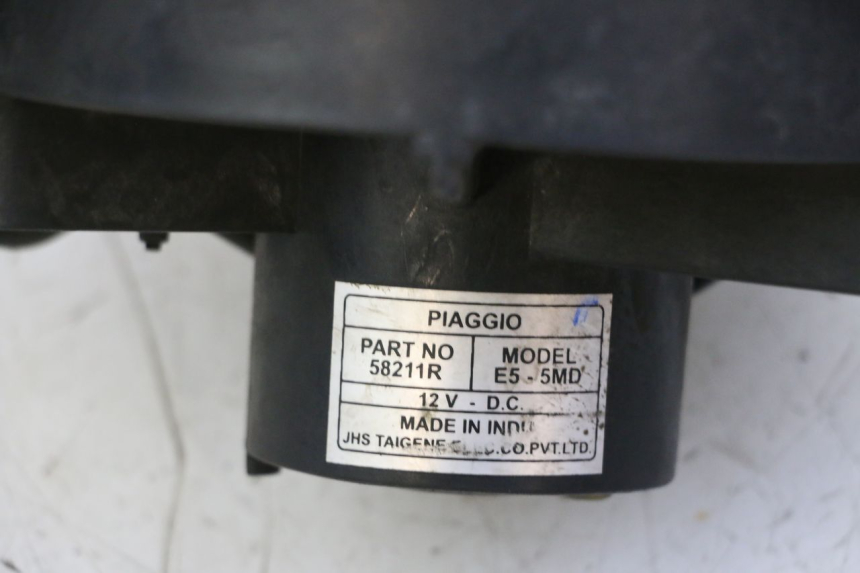 PIAGGIO
PART NO
58211R
MODEL
E5 - 5MD
12 V - D.C.
MADE IN
JHS TAIGENE CO.PVT.LTD.